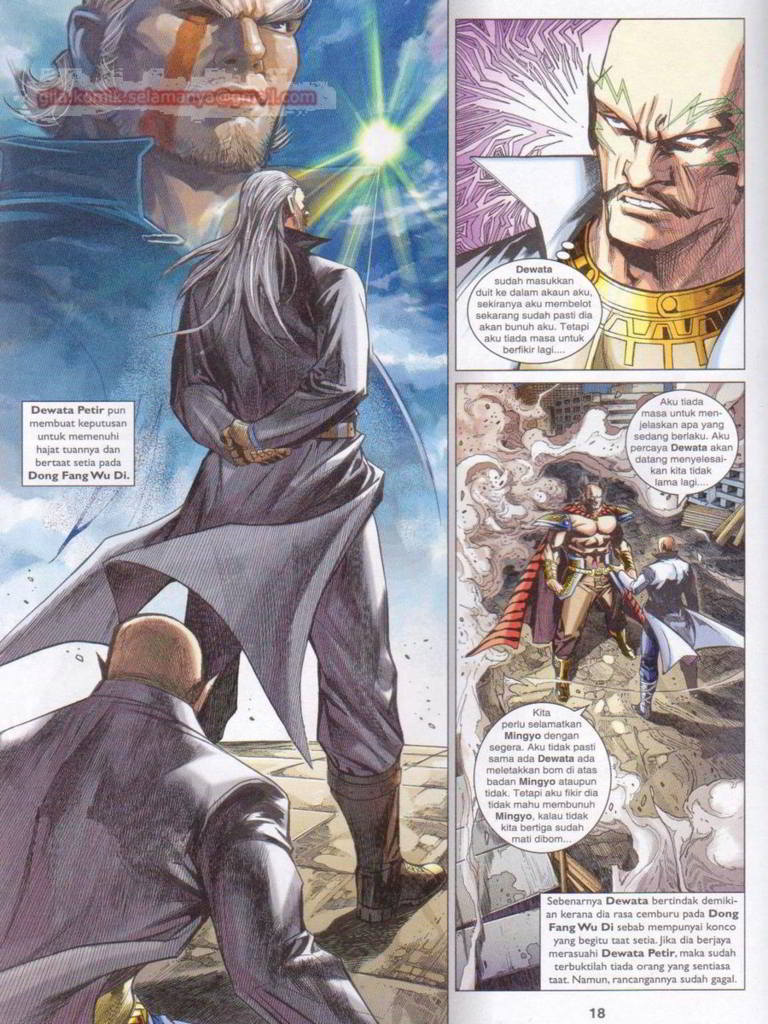 gila-komik-selamanya@gmail.com
Dewata Petir pun
membuat keputusan
untuk memenuhi
hajat tuannya dan
bertaat setia pada
Dong Fang Wu Di.
Dewata
sudah masukkan
duit ke dalam akaun aku,
sekiranya aku membelot
sekarang sudah pasti dia
akan bunuh aku. Tetapi
aku tiada masa untuk
berfikir lagi....
Aku tiada
masa untuk men-
jelaskan apa yang
sedang berlaku. Aku
percaya Dewata akan
datang menyelesai-
kan kita tidak
lama lagi....
Kita
perlu selamatkan
Mingyo dengan
segera. Aku tidak pasti
sama ada Dewata ada
meletakkan bom di atas
badan Mingyo ataupun
tidak. Tetapi aku fikir dia
tidak mahu membunuh
Mingyo, kalau tidak
kita bertiga sudah
mati dibom...
Sebenarnya Dewata bertindak demiki-
an kerana dia rasa cemburu pada Dong
Fang Wu Di sebab mempunyai konco
yang begitu taat setia. Jika dia berjaya
merasuahi Dewata Petir, maka sudah
terbuktilah tiada orang yang sentiasa
taat. Namun, rancangannya sudah gagal.
18